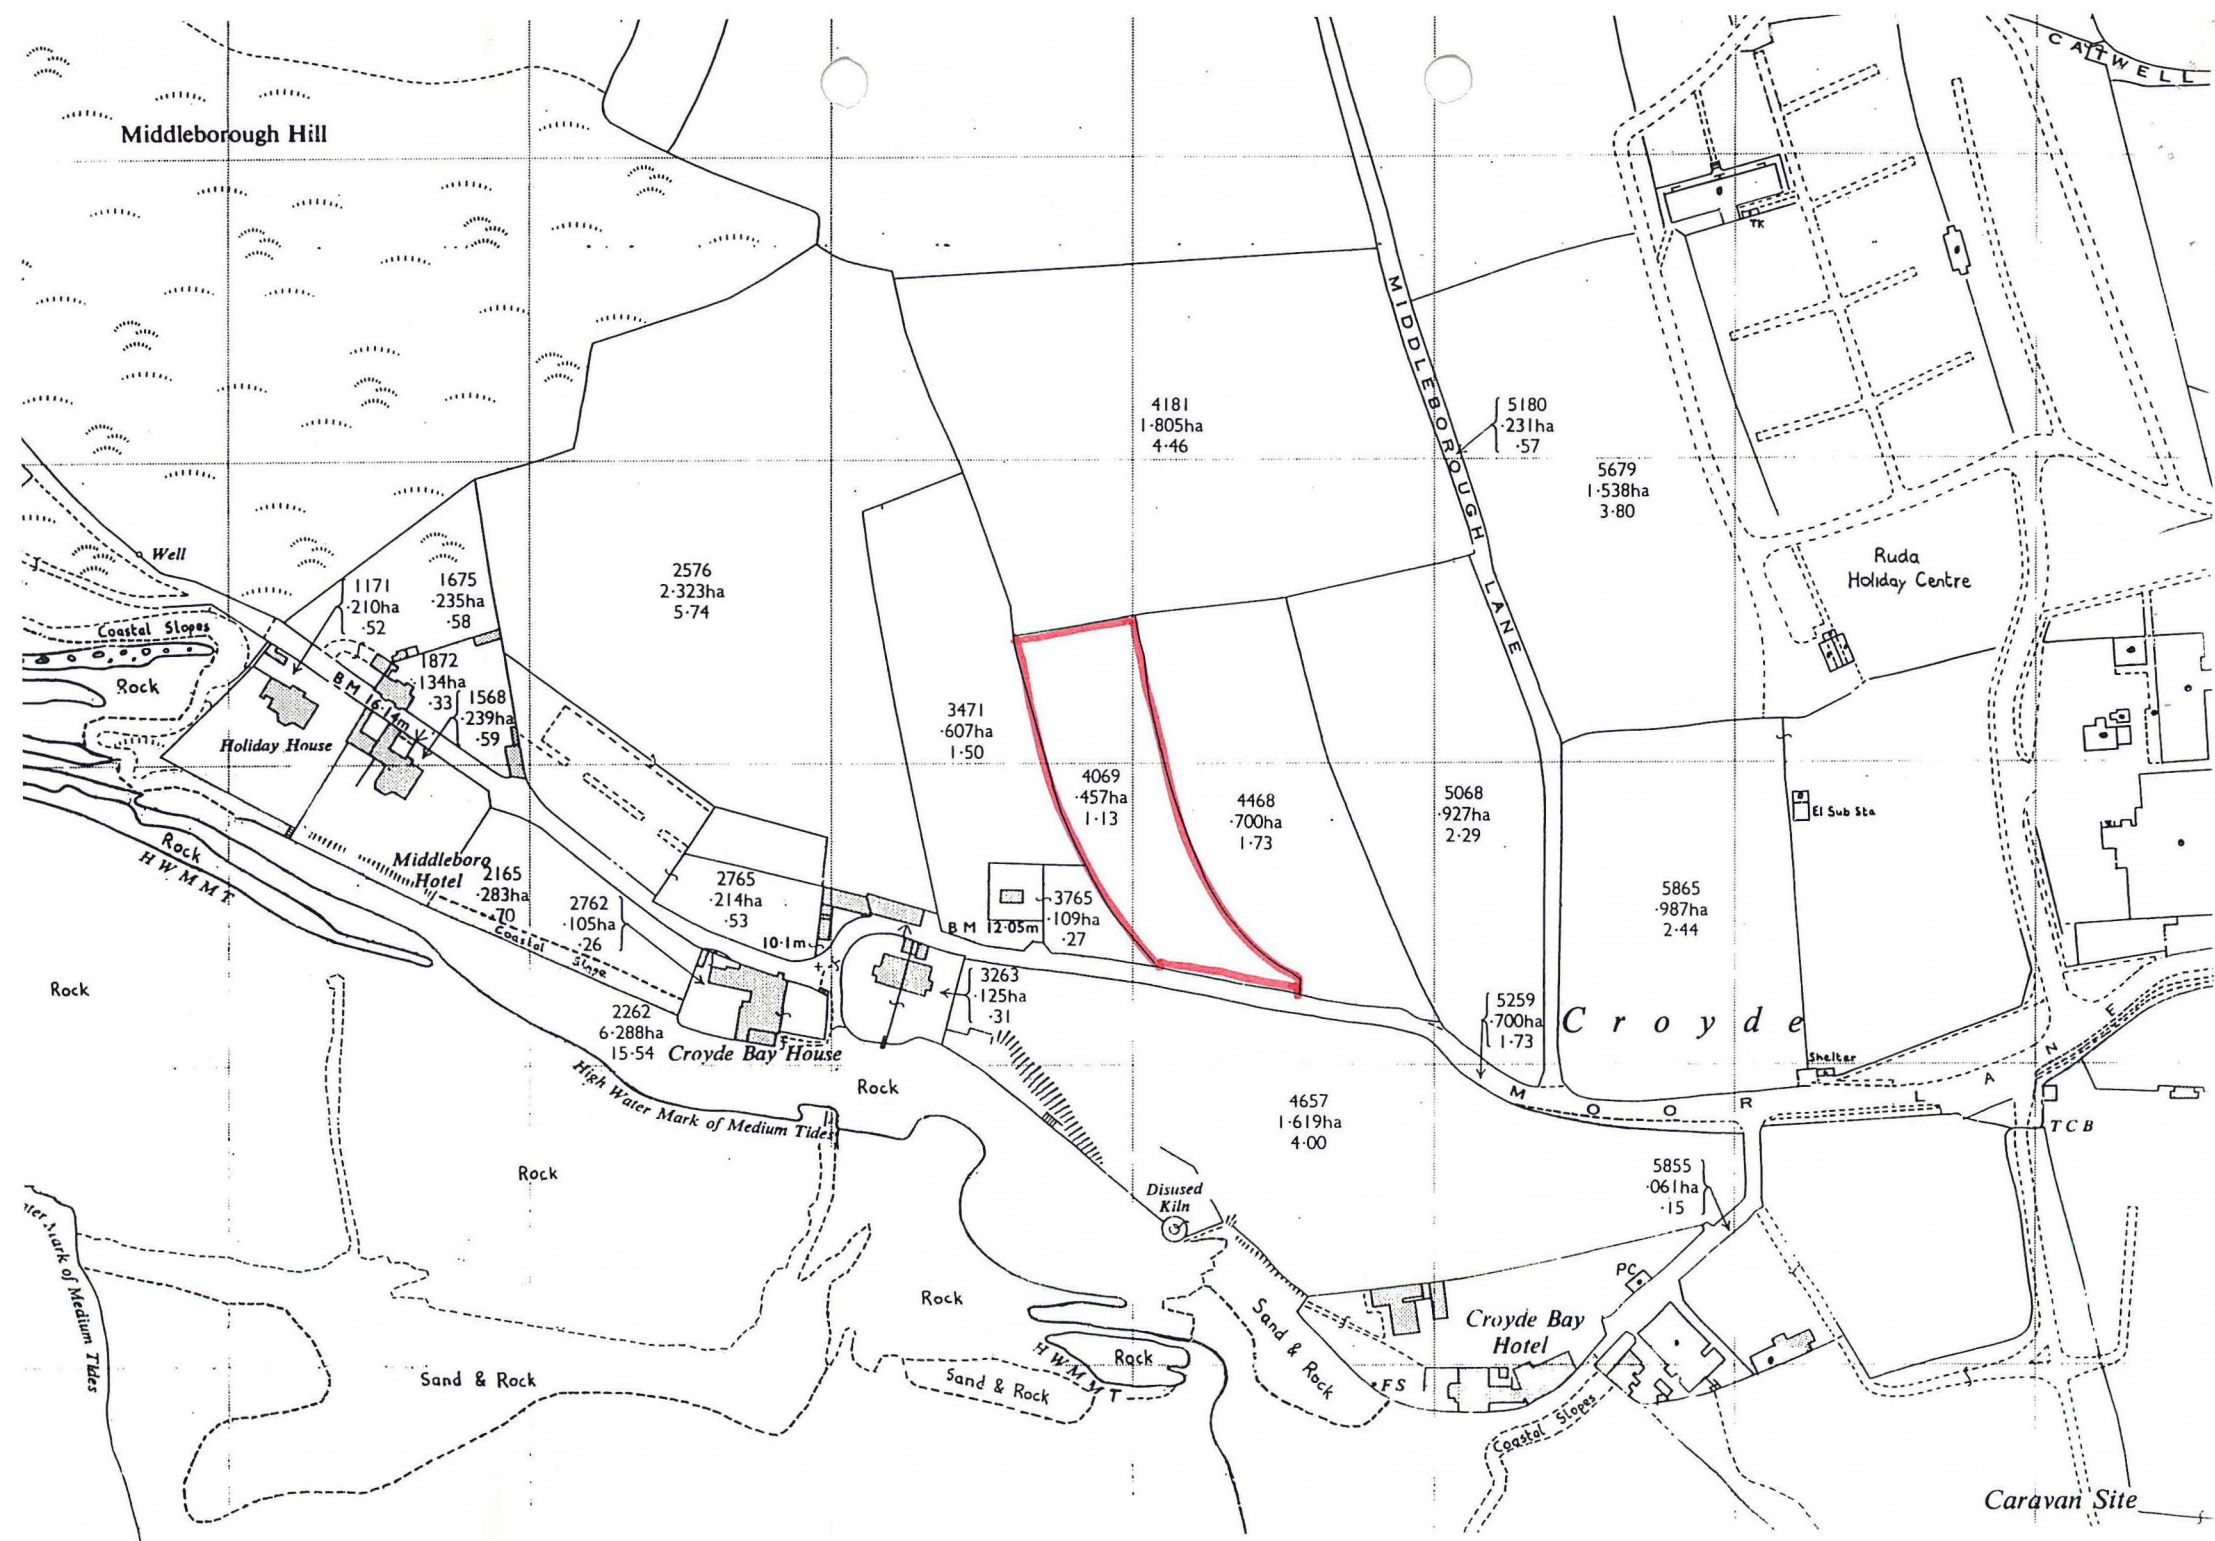 CATWELL
Middleborough Hill
TK
MIDDLEBOROUGH LANE
4181
1·805ha
4·46
5180
·231ha
·57
5679
1·538ha
3·80
Well
Ruda
Holiday Centre
1171
·210ha
·52
1675
·235ha
·58
2576
2·323ha
5·74
Coastal Slopes
1872
·134ha
·33
Rock
BM 16·14m
1568
·239ha
·59
Holiday House
3471
·607ha
1·50
4069
·457ha
1·13
4468
·700ha
1·73
5068
·927ha
2·29
El Sub Sta
Rock
HWMMT
Middleboro
Hotel
2165
·283ha
·70
2762
·105ha
·26
2765
·214ha
·53
3765
·109ha
·27
5865
·987ha
2·44
Coastal
Slope
10·1m
BM 12·05m
Rock
3263
·125ha
·31
2262
6·288ha
15·54
Croyde Bay House
5259
·700ha
1·73
Croyde
Shelter
High Water Mark of Medium Tides
Rock
MOOR LANE
TCB
4657
1·619ha
4·00
Rock
Disused
Kiln
5855
·061ha
·15
Mark of Medium Tides
PC
Rock
Sand & Rock
Croyde Bay
Hotel
HWMMT
Rock
Sand & Rock
Sand & Rock
FS
Coastal Slopes
Caravan Site